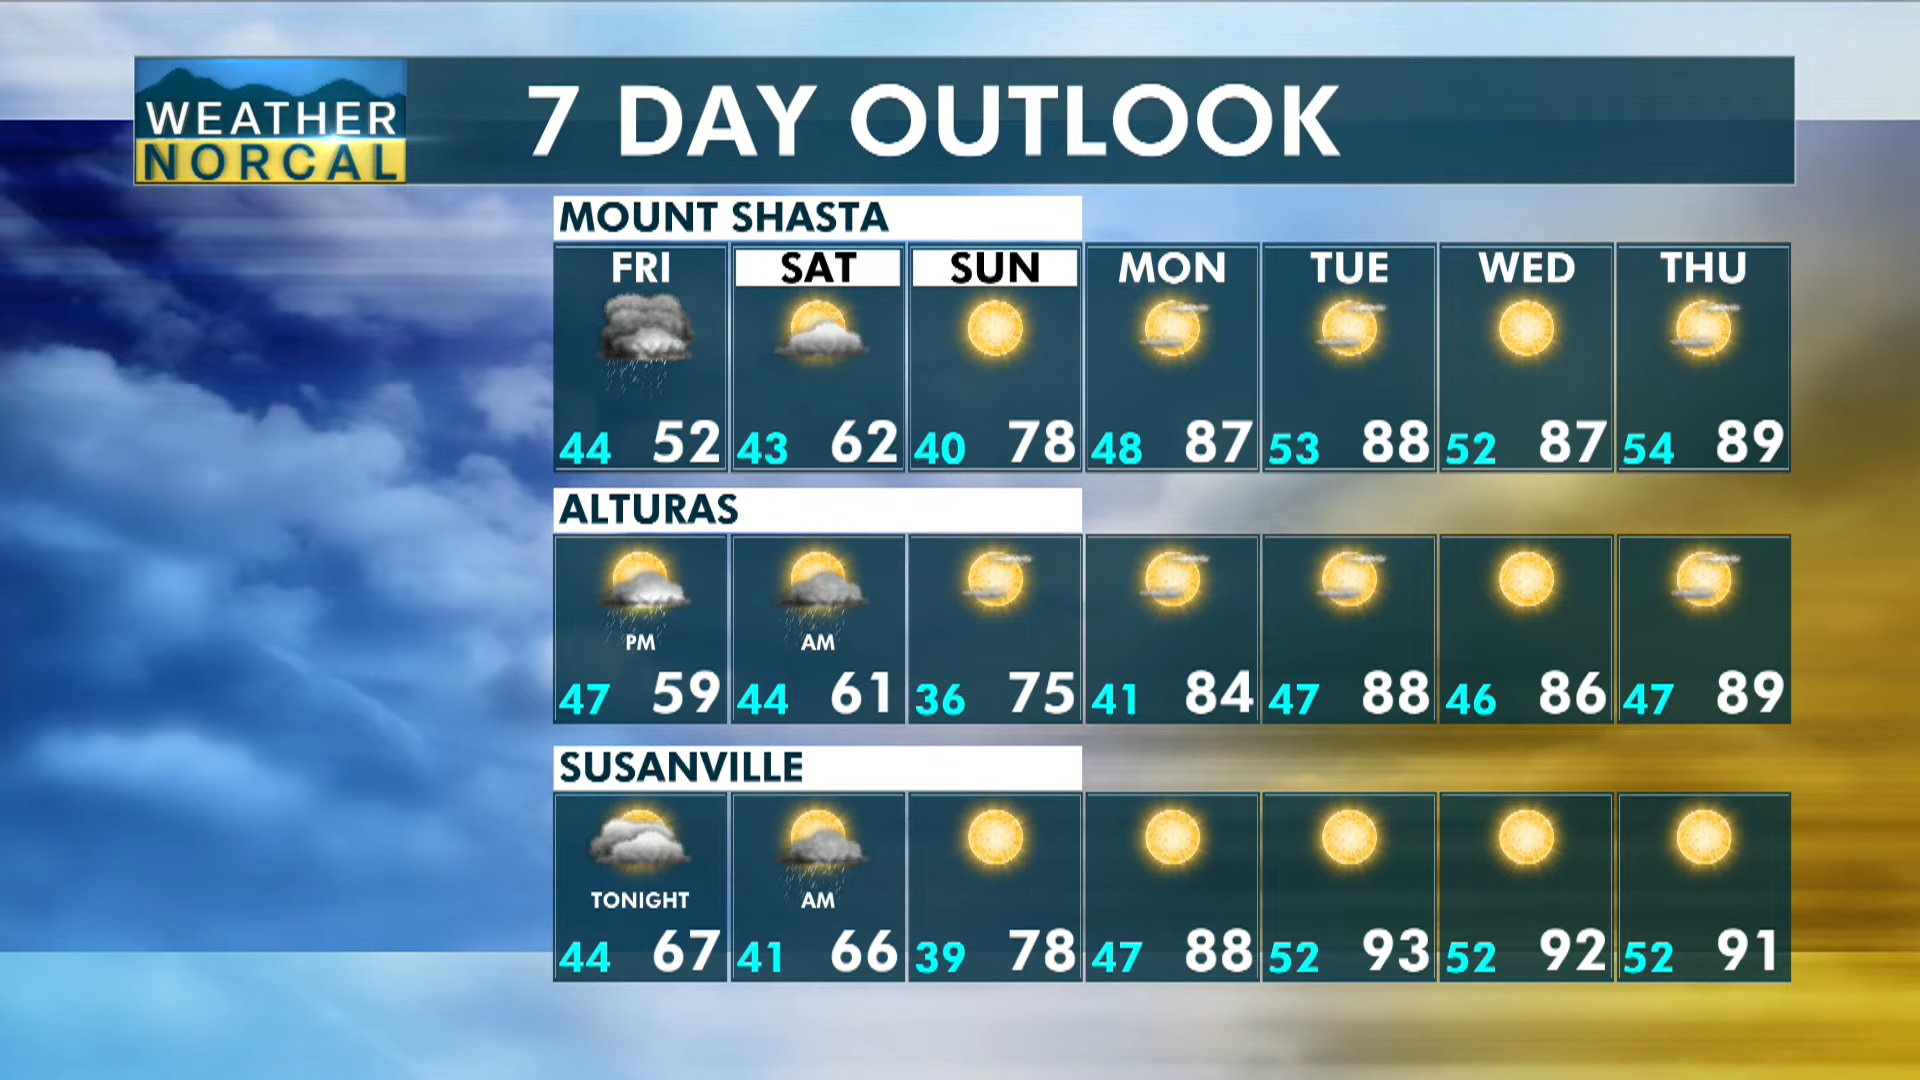 WEATHER
NORCAL
7 DAY OUTLOOK
MOUNT SHASTA
FRI SAT SUN MON TUE WED THU
44 52 43 62 40 78 48 87 53 88 52 87 54 89
ALTURAS
PM AM
47 59 44 61 36 75 41 84 47 88 46 86 47 89
SUSANVILLE
TONIGHT AM
44 67 41 66 39 78 47 88 52 93 52 92 52 91